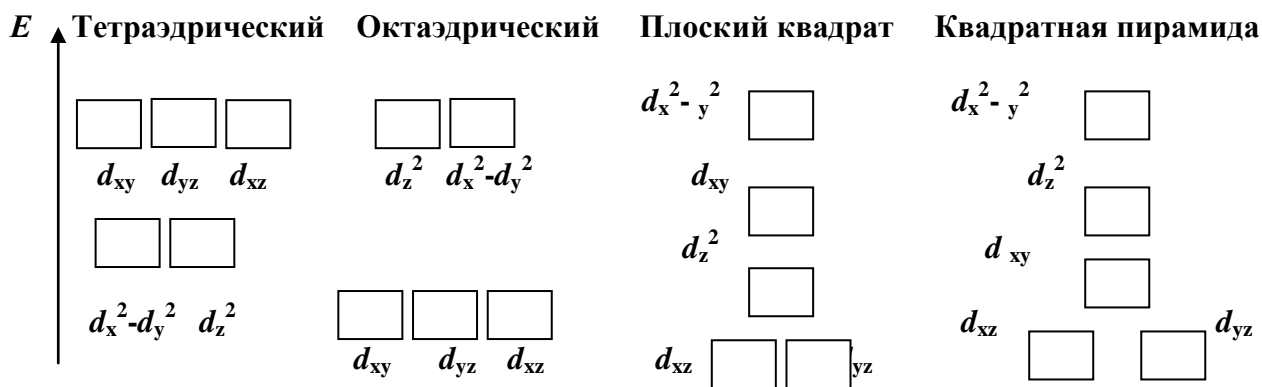 E Тетраэдрический Октаэдрический Плоский квадрат Квадратная пирамида
dx²- y² dx²- y²
dxy dyz dxz dz² dx²-dy² dxy dz²
dz² d xy
dx²-dy² dz² dxz dyz
dxy dyz dxz dxz yz